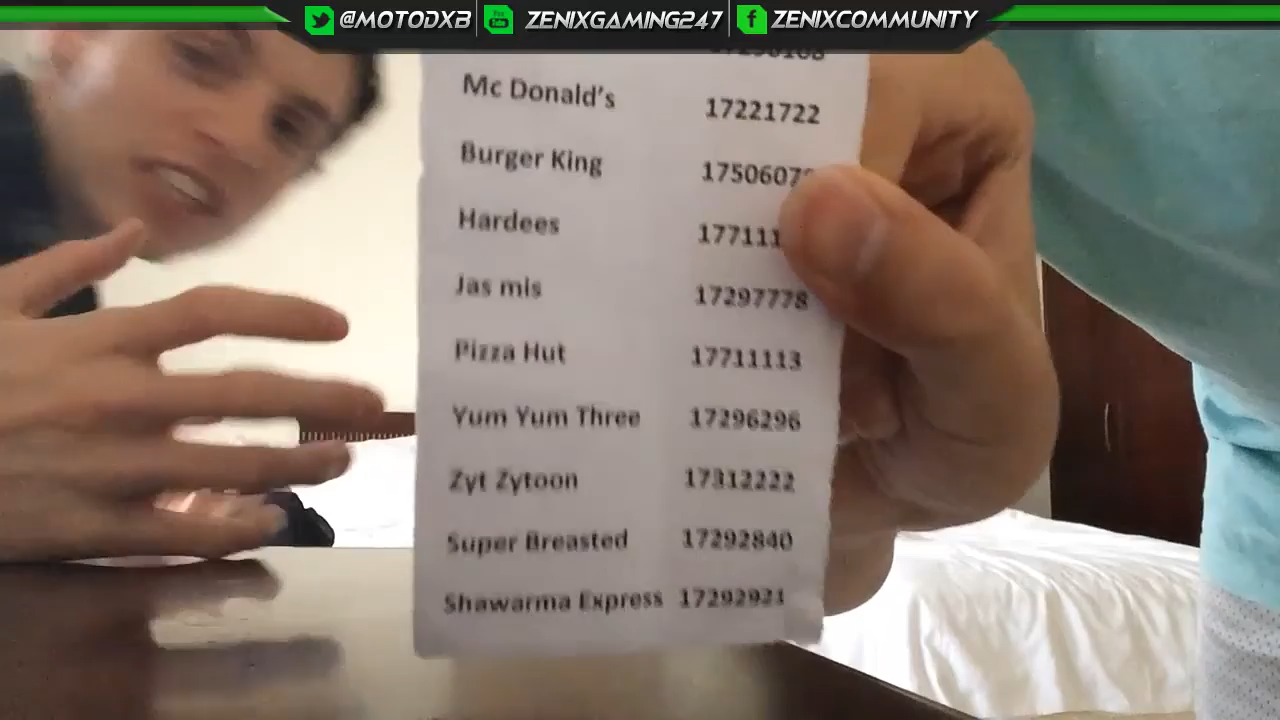 @MOTODXB ZENIXGAMING247 ZENIXCOMMUNITY
Mc Donald's 17221722
Burger King
Hardees
Jas mis 17297778
Pizza Hut 17711113
Yum Yum Three 17296296
Zyt Zytoon 17312222
Super Breasted 17292840
Shawarma Express 17292921